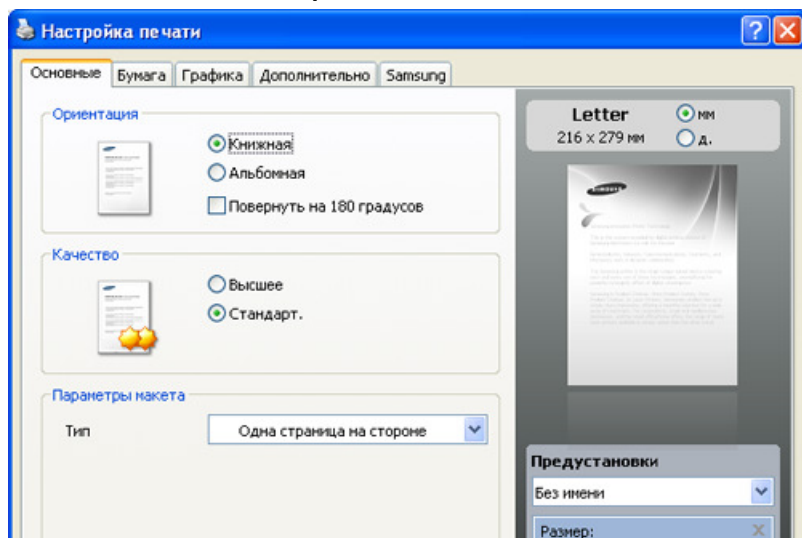 Настройка печати
Основные Бумага Графика Дополнительно Samsung
Ориентация
Книжная
Альбомная
Повернуть на 180 градусов
Качество
Высшее
Стандарт.
Параметры макета
Тип Одна страница на стороне
Letter
216 x 279 мм
мм
д.
SAMSUNG
Предустановки
Без имени
Размер: